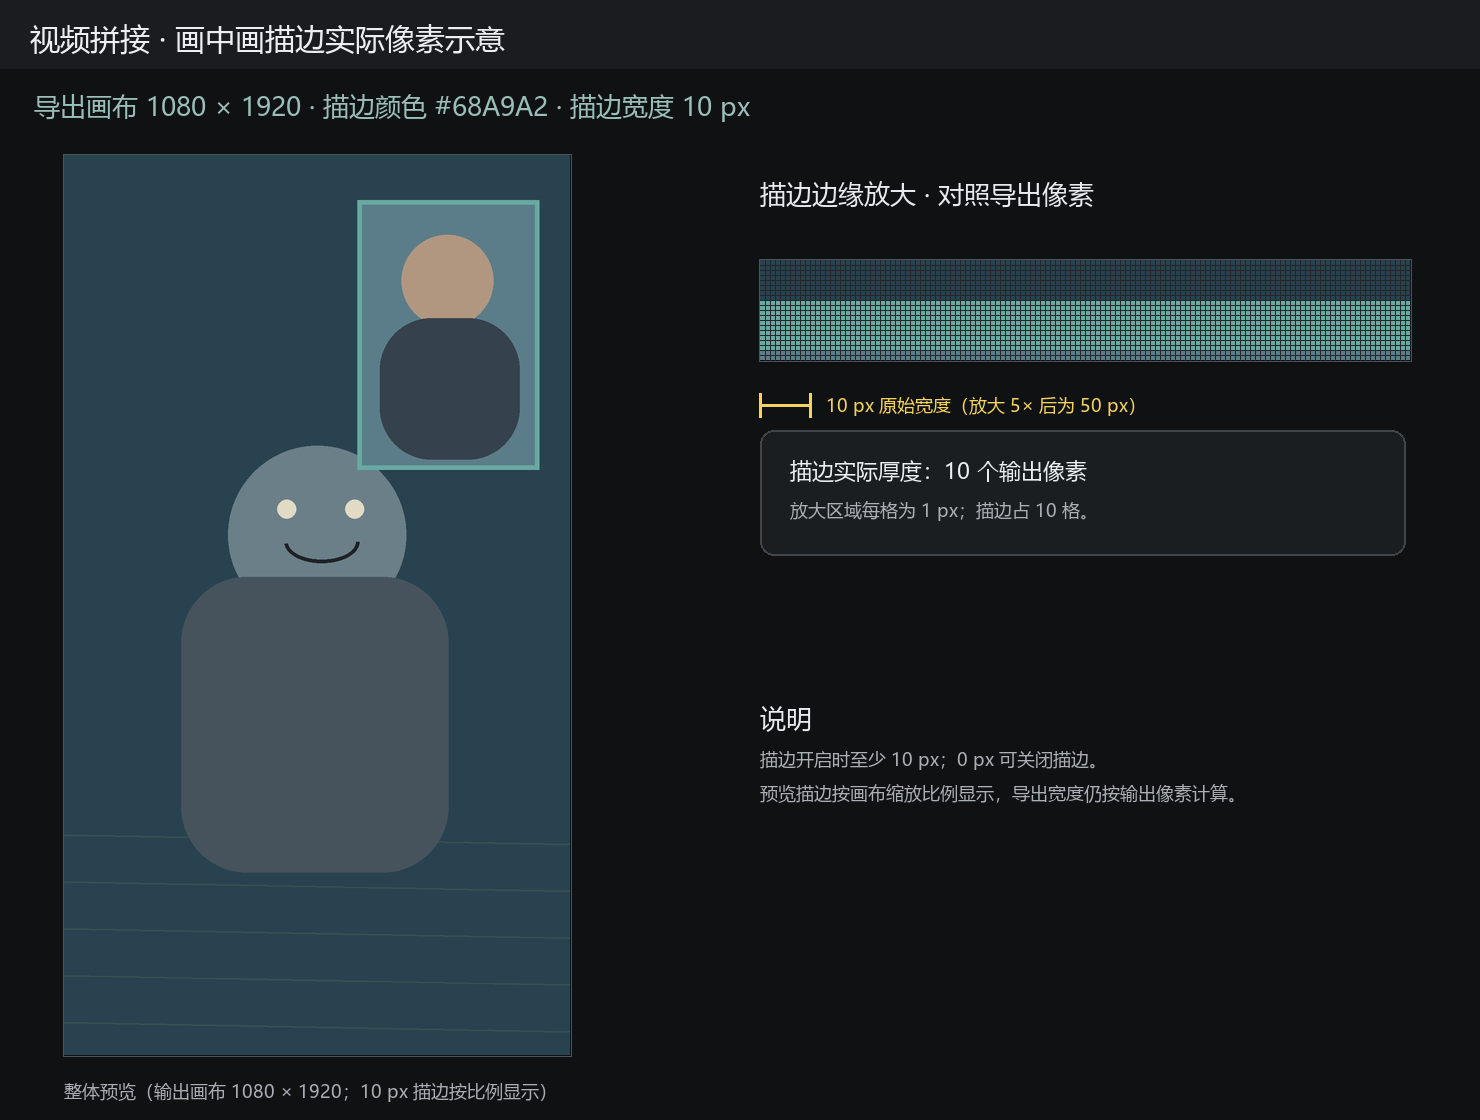 视频拼接 · 画中画描边实际像素示意
导出画布 1080 × 1920 · 描边颜色 #68A9A2 · 描边宽度 10 px
描边边缘放大 · 对照导出像素
10 px 原始宽度（放大 5× 后为 50 px）
描边实际厚度：10 个输出像素
放大区域每格为 1 px；描边占 10 格。
说明
描边开启时至少 10 px；0 px 可关闭描边。
预览描边按画布缩放比例显示，导出宽度仍按输出像素计算。
整体预览（输出画布 1080 × 1920；10 px 描边按比例显示）